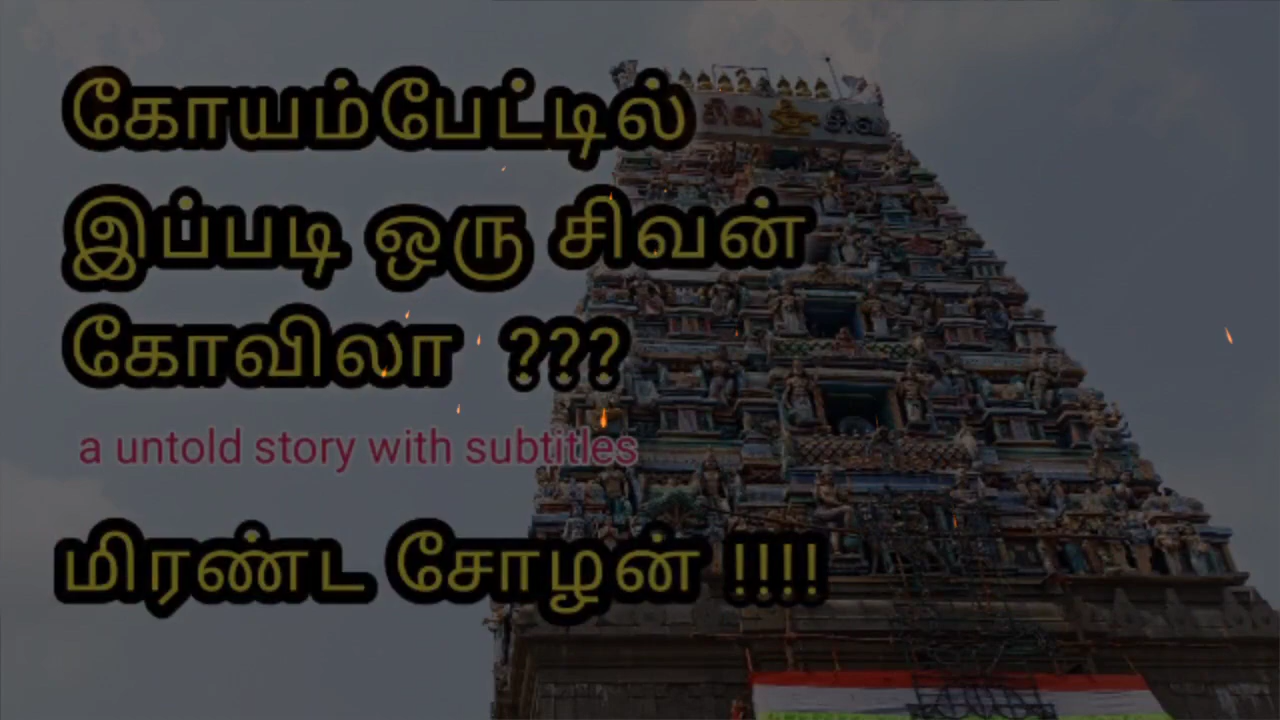 கோயம்பேட்டில்
இப்படி ஒரு சிவன்
கோவிலா ???
a untold story with subtitles
மிரண்ட சோழன் !!!!
சிவ சிவ